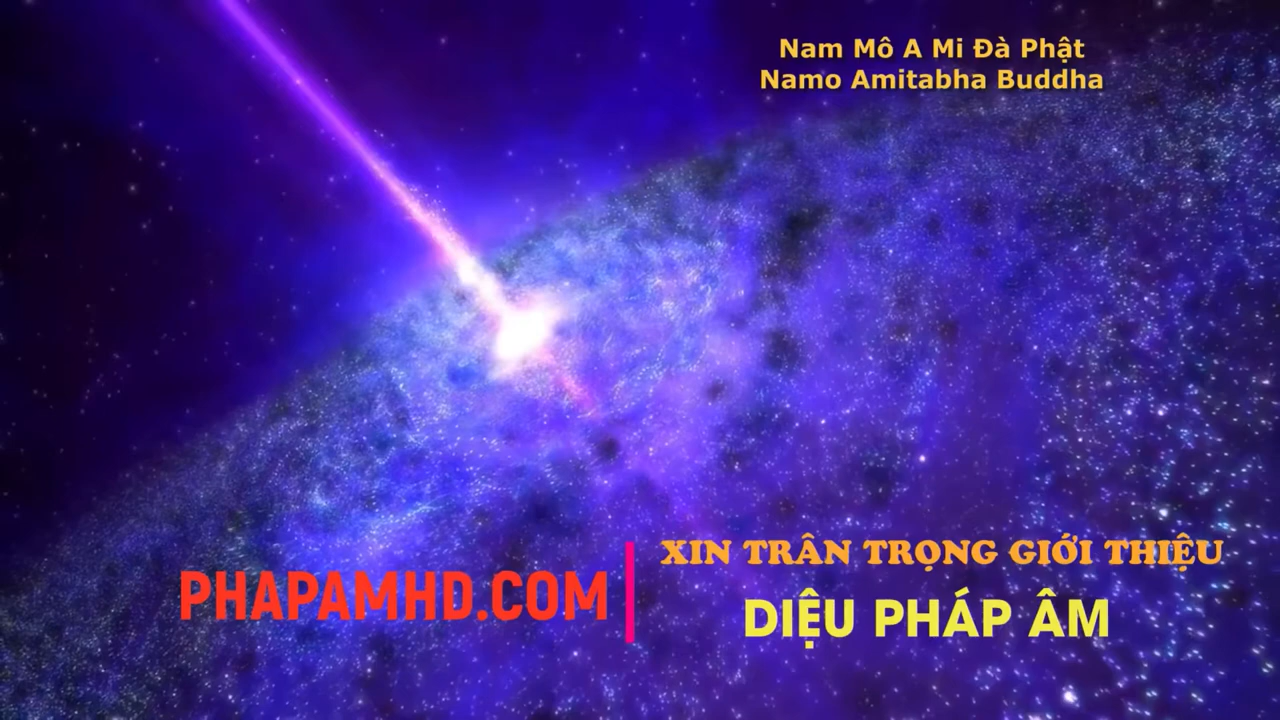 Nam Mô A Mi Đà Phật
Namo Amitabha Buddha
PHAPAMHD.COM
XIN TRÂN TRỌNG GIỚI THIỆU
DIỆU PHÁP ÂM